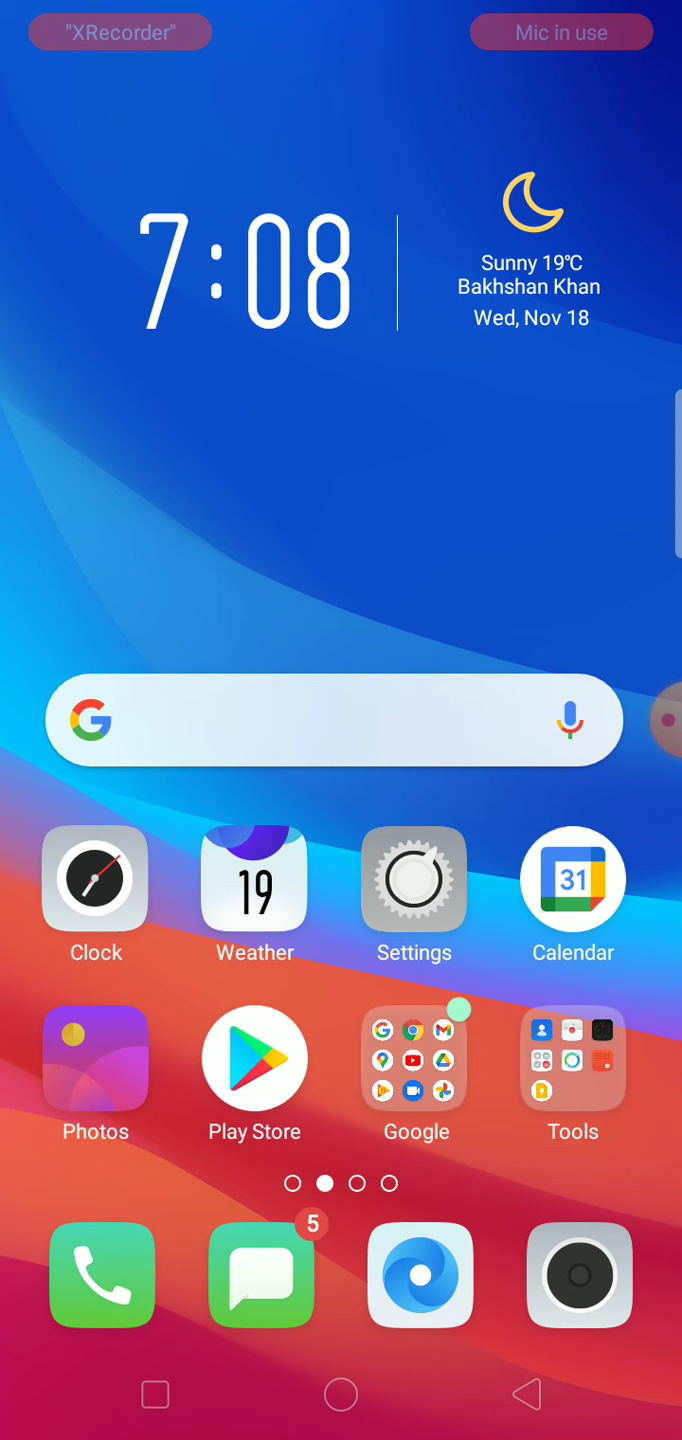 "XRecorder"
Mic in use
7:08
Sunny 19℃
Bakhshan Khan
Wed, Nov 18
19
31
Clock
Weather
Settings
Calendar
Photos
Play Store
Google
Tools
5